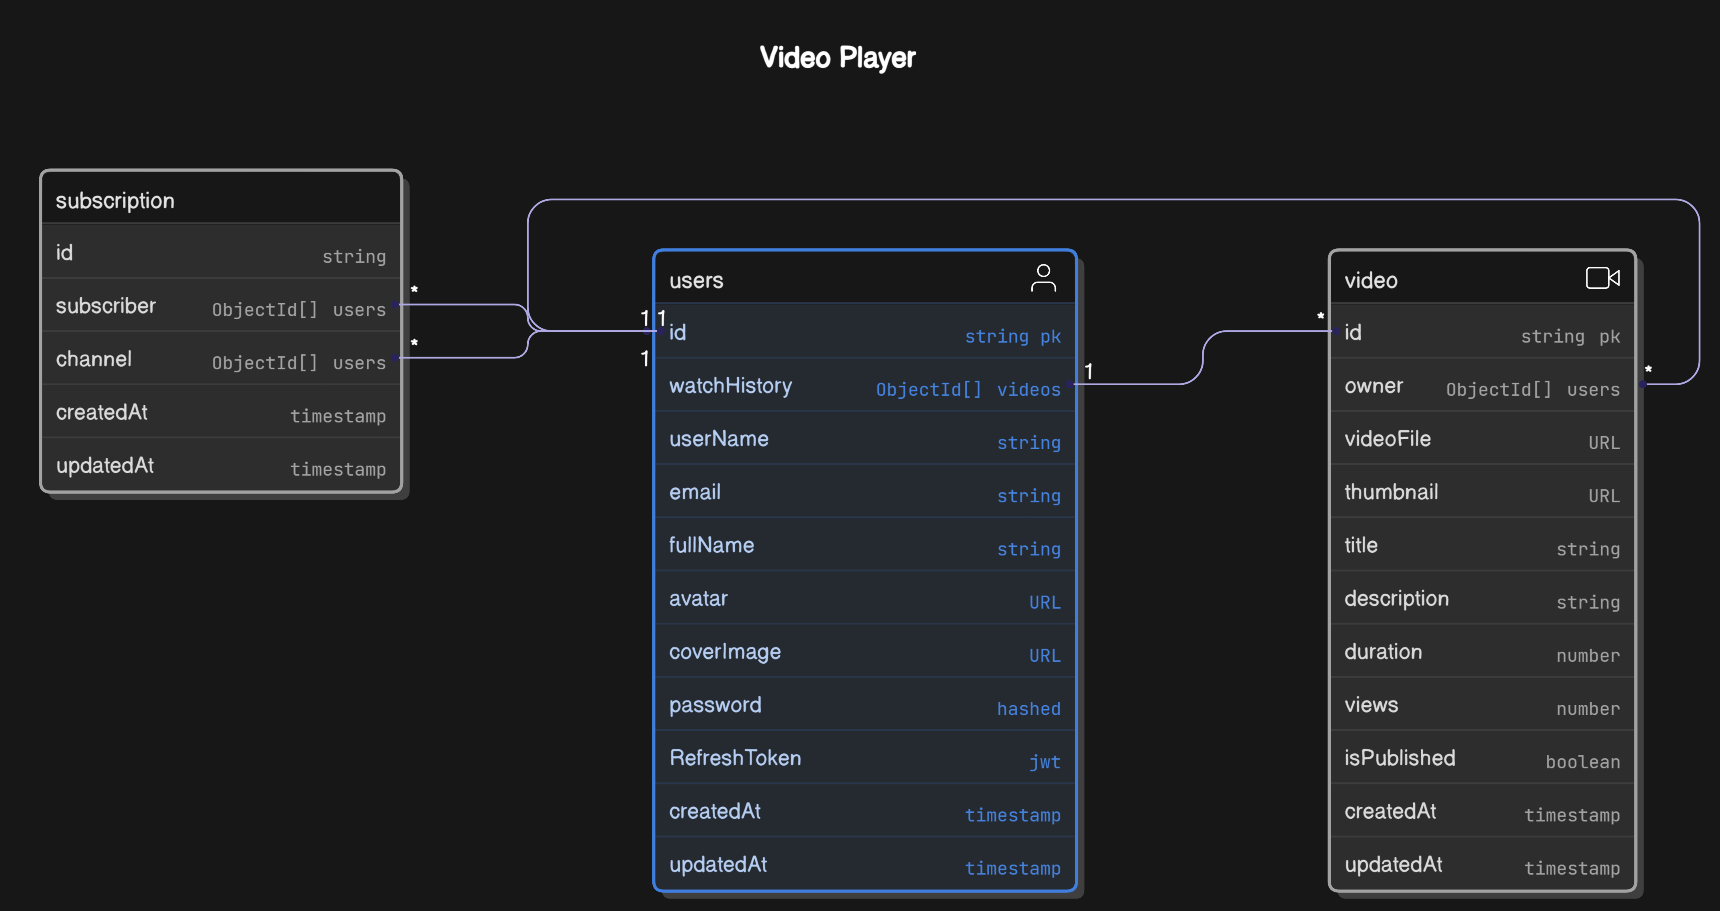 Video Player
subscription
id string
subscriber ObjectId[] users
channel ObjectId[] users
createdAt timestamp
updatedAt timestamp
*
*
1 1
1
users
id string pk
watchHistory ObjectId[] videos
userName string
email string
fullName string
avatar URL
coverImage URL
password hashed
RefreshToken jwt
createdAt timestamp
updatedAt timestamp
1
*
video
id string pk
owner ObjectId[] users
videoFile URL
thumbnail URL
title string
description string
duration number
views number
isPublished boolean
createdAt timestamp
updatedAt timestamp
*